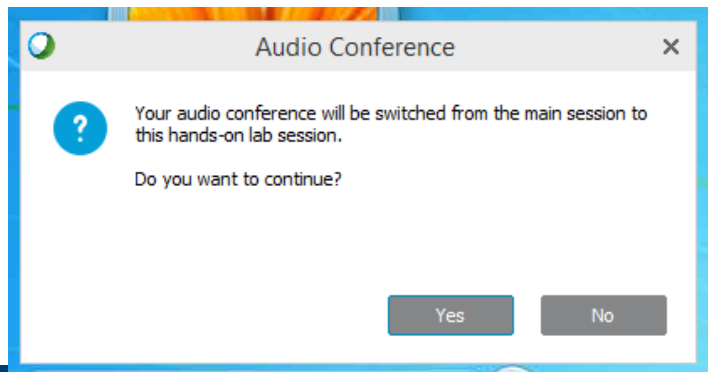 Audio Conference
Your audio conference will be switched from the main session to
this hands-on lab session.
Do you want to continue?
Yes
No